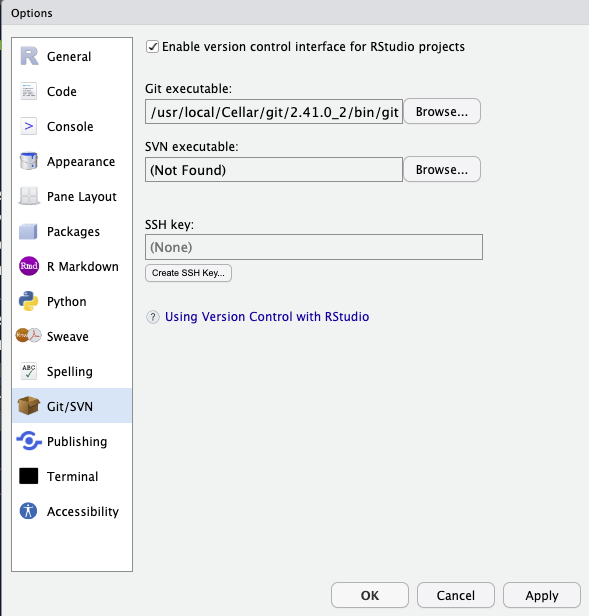 Options
General
Code
Console
Appearance
Pane Layout
Packages
Rmd R Markdown
Python
Rnw Sweave
ABC Spelling
Git/SVN
Publishing
Terminal
Accessibility
Enable version control interface for RStudio projects
Git executable:
/usr/local/Cellar/git/2.41.0_2/bin/git Browse...
SVN executable:
(Not Found) Browse...
SSH key:
(None)
Create SSH Key...
? Using Version Control with RStudio
OK Cancel Apply